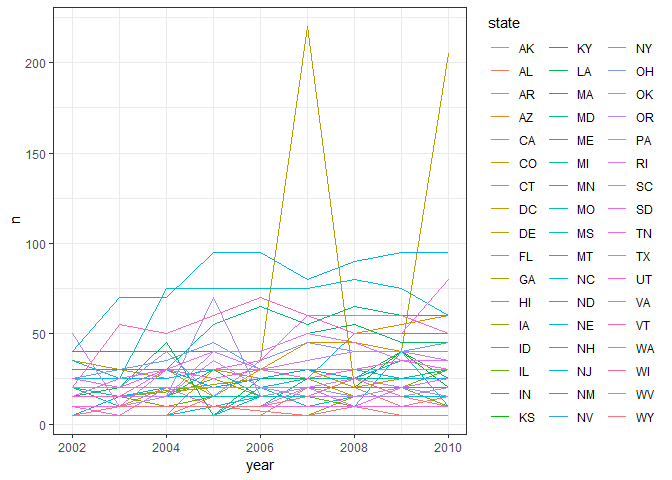 state
AK KY NY
AL LA OH
AR MA OK
AZ MD OR
CA ME PA
CO MI RI
CT MN SC
DC MO SD
DE MS TN
FL MT TX
GA NC UT
HI ND VA
IA NE VT
ID NH WA
IL NJ WI
IN NM WV
KS NV WY
200
150
100
50
0
n
2002 2004 2006 2008 2010
year